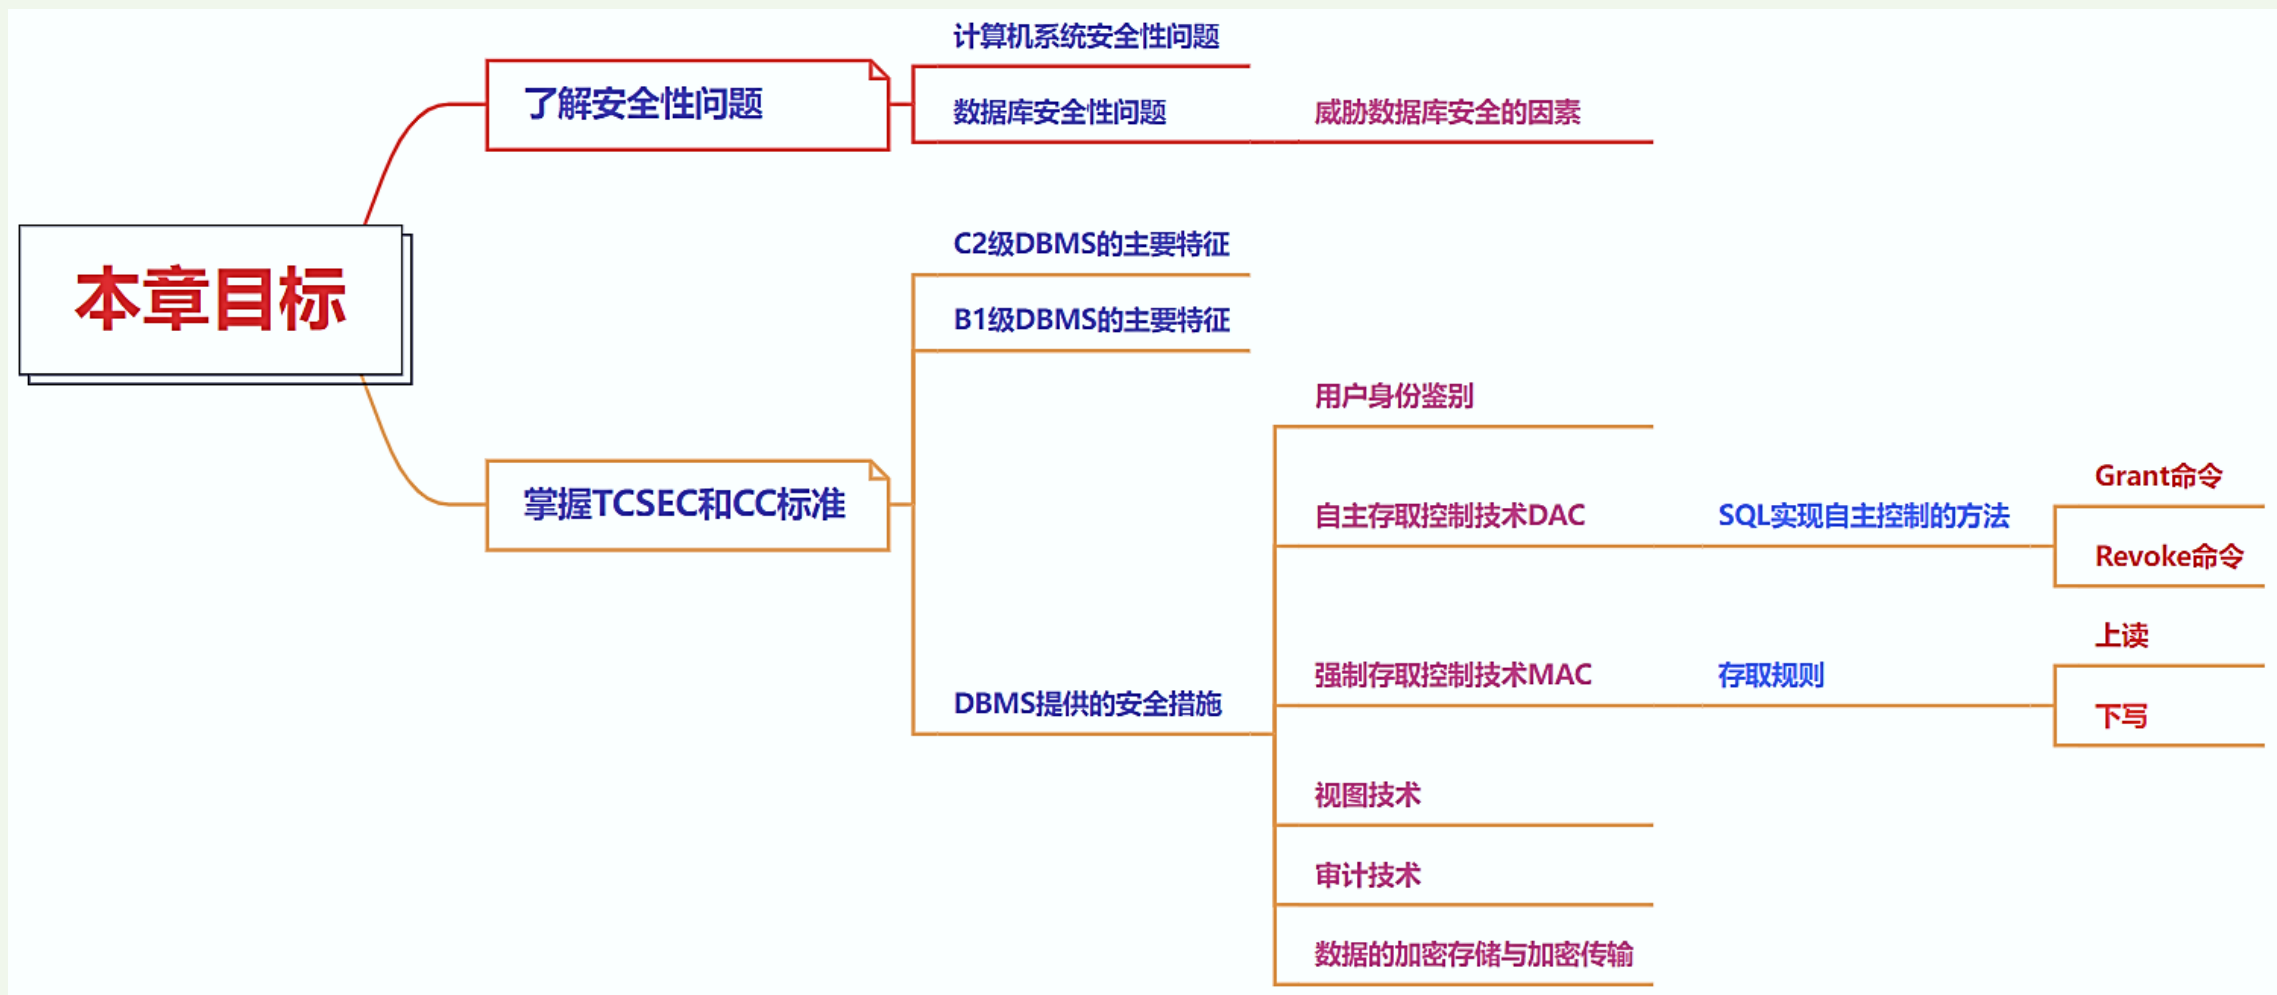 本章目标
了解安全性问题
计算机系统安全性问题
数据库安全性问题
威胁数据库安全的因素
掌握TCSEC和CC标准
C2级DBMS的主要特征
B1级DBMS的主要特征
DBMS提供的安全措施
用户身份鉴别
自主存取控制技术DAC
SQL实现自主控制的方法
Grant命令
Revoke命令
强制存取控制技术MAC
存取规则
上读
下写
视图技术
审计技术
数据的加密存储与加密传输